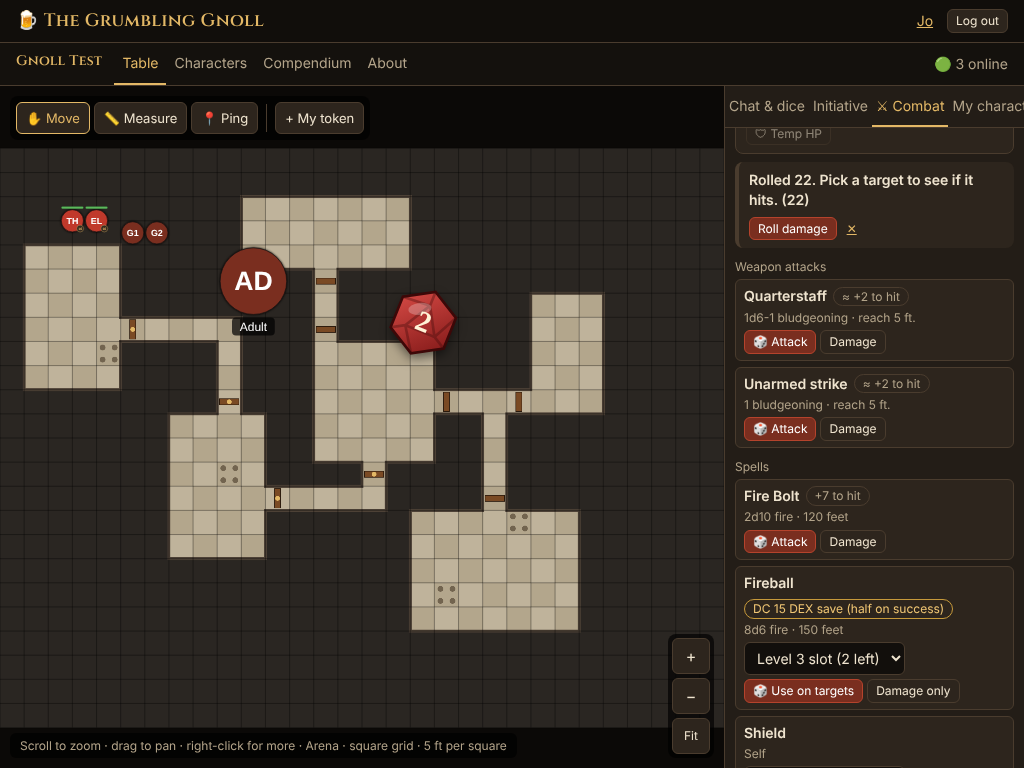 The Grumbling Gnoll
Jo
Log out
Gnoll Test
Table
Characters
Compendium
About
3 online
Move
Measure
Ping
+ My token
Chat & dice
Initiative
Combat
My charact
Temp HP
Rolled 22. Pick a target to see if it
hits. (22)
Roll damage
×
Weapon attacks
Quarterstaff
≈ +2 to hit
1d6-1 bludgeoning · reach 5 ft.
Attack
Damage
Unarmed strike
≈ +2 to hit
1 bludgeoning · reach 5 ft.
Attack
Damage
Spells
Fire Bolt
+7 to hit
2d10 fire · 120 feet
Attack
Damage
Fireball
DC 15 DEX save (half on success)
8d6 fire · 150 feet
Level 3 slot (2 left)
Use on targets
Damage only
Shield
Self
TH
EL
G1
G2
AD
Adult
2
+
−
Fit
Scroll to zoom · drag to pan · right-click for more · Arena · square grid · 5 ft per square